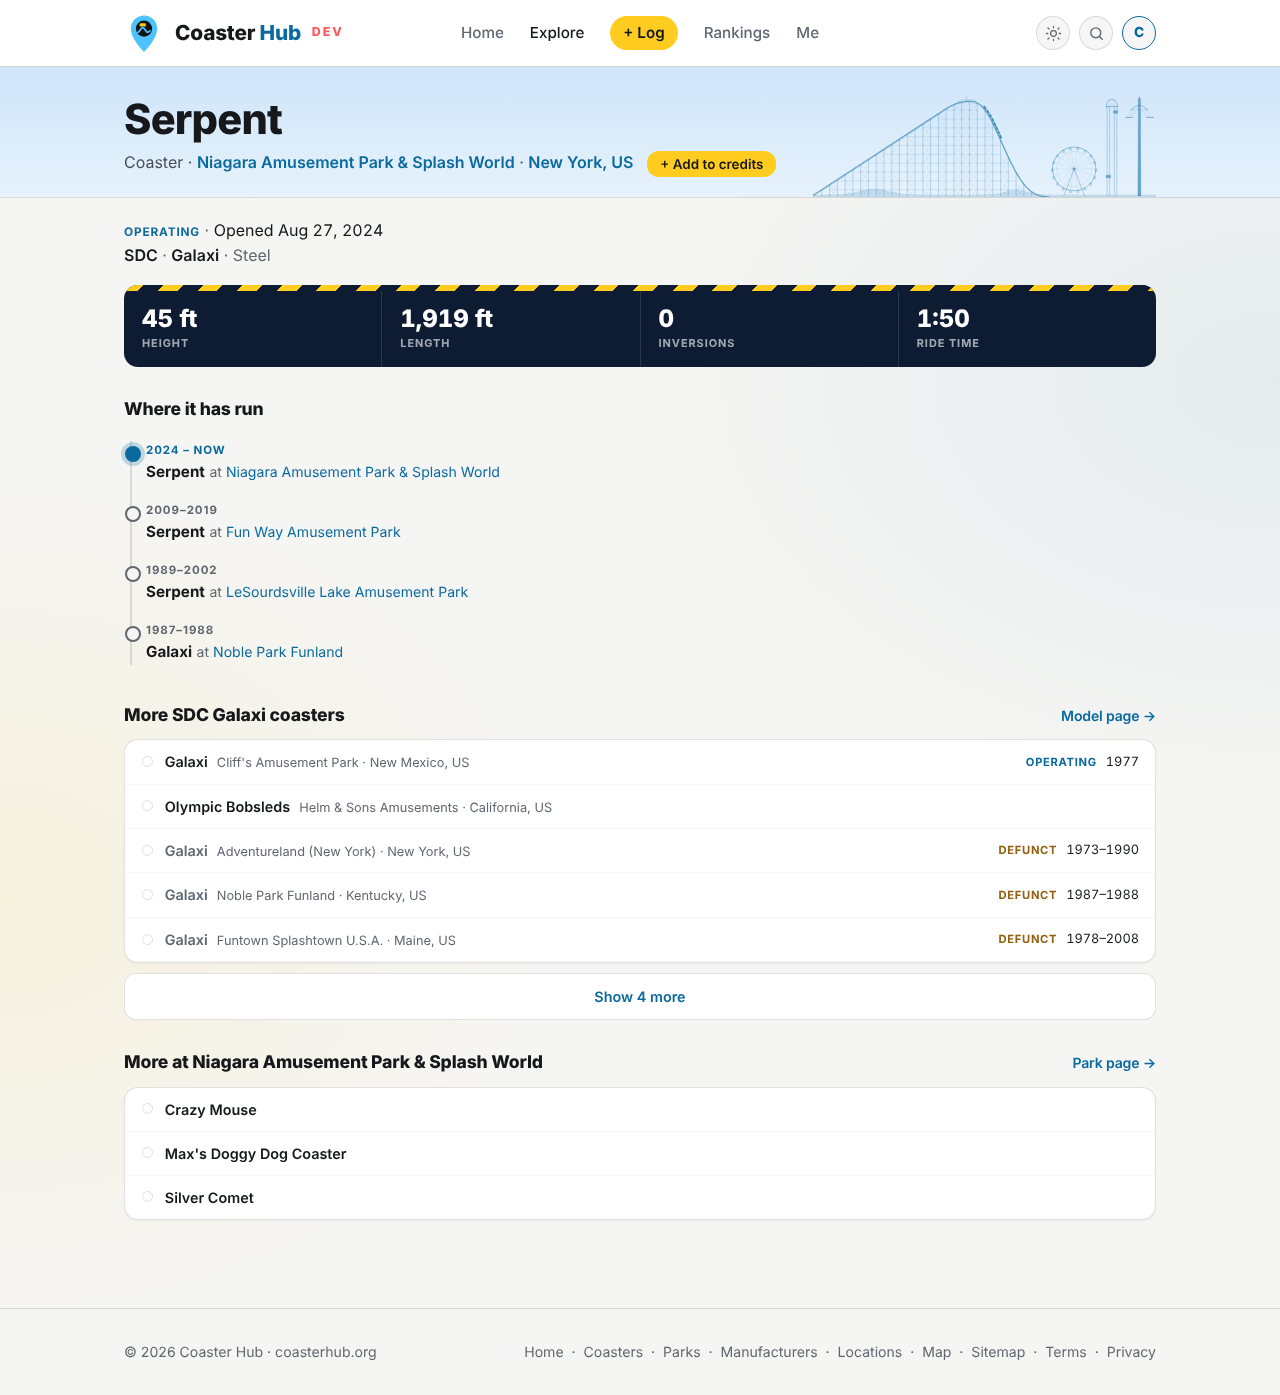 Coaster Hub DEV
Home Explore + Log Rankings Me
C
Serpent
Coaster · Niagara Amusement Park & Splash World · New York, US + Add to credits
OPERATING · Opened Aug 27, 2024
SDC · Galaxi · Steel
45 ft 1,919 ft 0 1:50
HEIGHT LENGTH INVERSIONS RIDE TIME
Where it has run
2024 – NOW
Serpent at Niagara Amusement Park & Splash World
2009–2019
Serpent at Fun Way Amusement Park
1989–2002
Serpent at LeSourdsville Lake Amusement Park
1987–1988
Galaxi at Noble Park Funland
More SDC Galaxi coasters Model page →
Galaxi Cliff's Amusement Park · New Mexico, US OPERATING 1977
Olympic Bobsleds Helm & Sons Amusements · California, US
Galaxi Adventureland (New York) · New York, US DEFUNCT 1973–1990
Galaxi Noble Park Funland · Kentucky, US DEFUNCT 1987–1988
Galaxi Funtown Splashtown U.S.A. · Maine, US DEFUNCT 1978–2008
Show 4 more
More at Niagara Amusement Park & Splash World Park page →
Crazy Mouse
Max's Doggy Dog Coaster
Silver Comet
© 2026 Coaster Hub · coasterhub.org Home · Coasters · Parks · Manufacturers · Locations · Map · Sitemap · Terms · Privacy